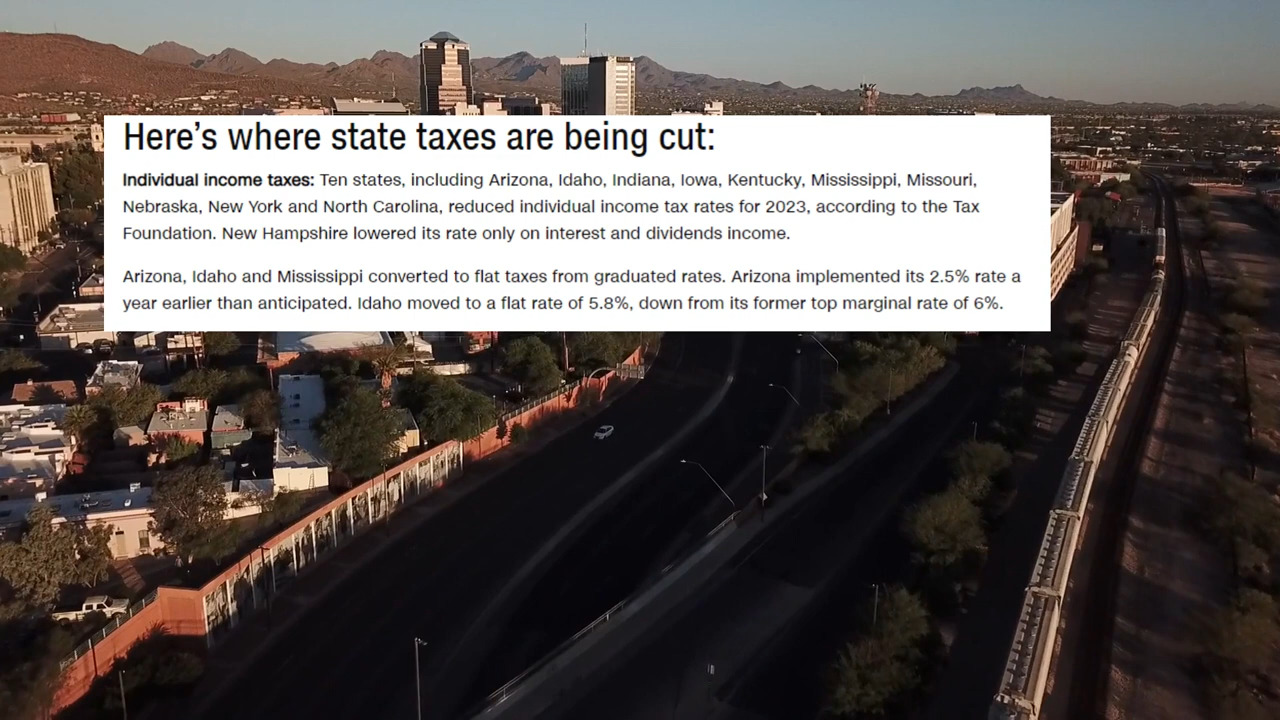 Here’s where state taxes are being cut:
Individual income taxes: Ten states, including Arizona, Idaho, Indiana, Iowa, Kentucky, Mississippi, Missouri,
Nebraska, New York and North Carolina, reduced individual income tax rates for 2023, according to the Tax
Foundation. New Hampshire lowered its rate only on interest and dividends income.
Arizona, Idaho and Mississippi converted to flat taxes from graduated rates. Arizona implemented its 2.5% rate a
year earlier than anticipated. Idaho moved to a flat rate of 5.8%, down from its former top marginal rate of 6%.